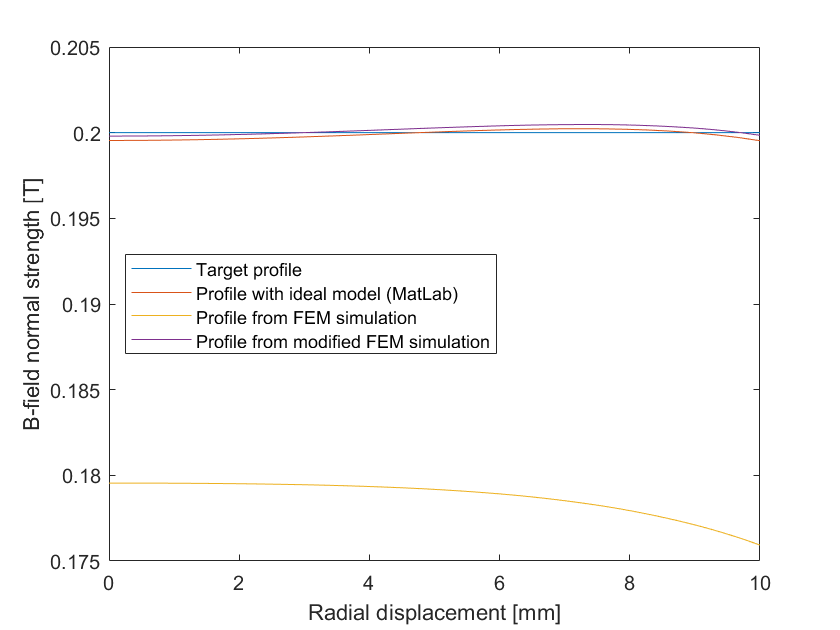 0.205
0.2
0.195
0.19
0.185
0.18
0.175
B-field normal strength [T]
Target profile
Profile with ideal model (MatLab)
Profile from FEM simulation
Profile from modified FEM simulation
0 2 4 6 8 10
Radial displacement [mm]